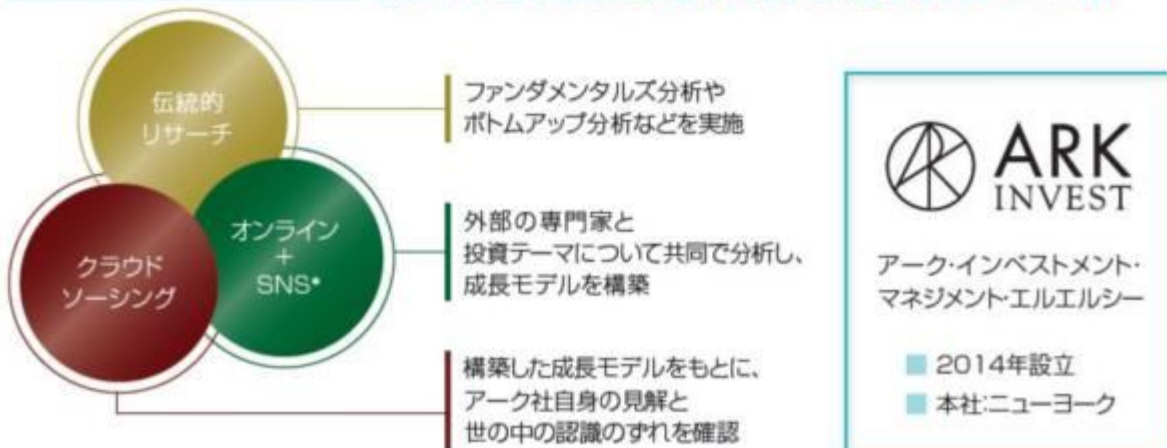 伝統的
リサーチ
ファンダメンタルズ分析や
ボトムアップ分析などを実施
オンライン
+
SNS*
外部の専門家と
投資テーマについて共同で分析し、
成長モデルを構築
クラウド
ソーシング
構築した成長モデルをもとに、
アーク社自身の見解と
世の中の認識のずれを確認
ARK
INVEST
アーク・インベストメント・
マネジメント・エルエルシー
2014年設立
本社:ニューヨーク